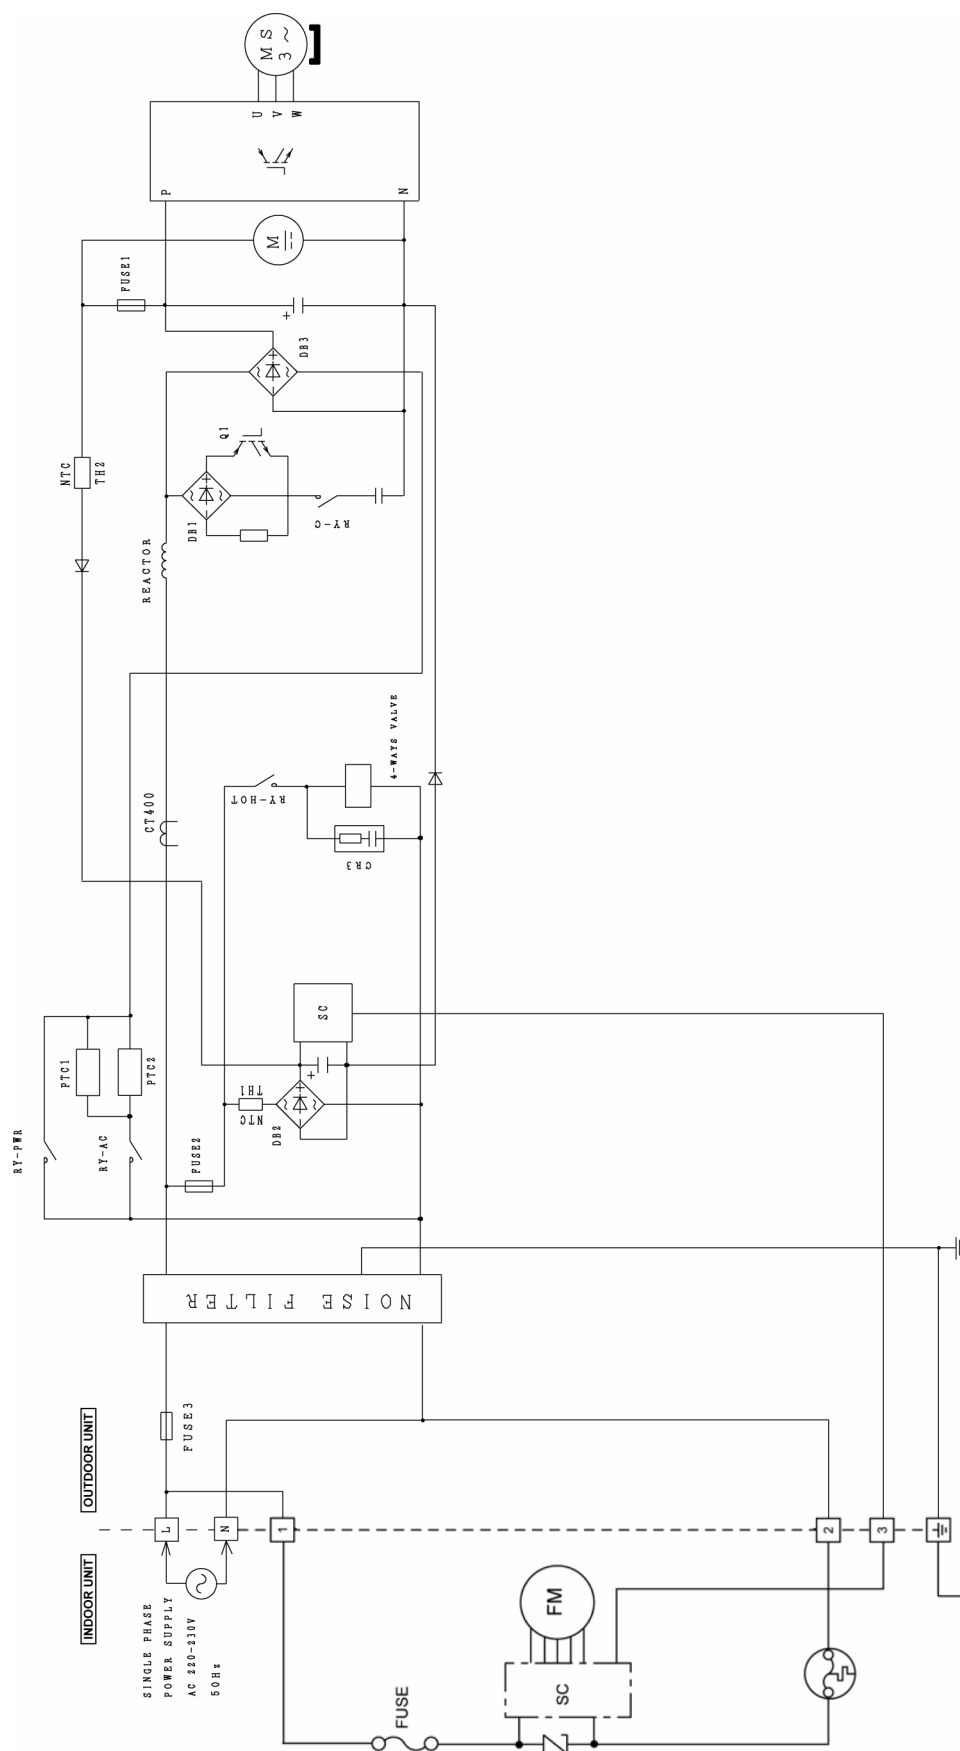 M S
3 ~
U
V
W
P
N
M
FUSE1
+
DB3
Q1
NTC
TH2
DB1
RY-C
REACTOR
4-WAYS VALVE
RY-HOT
CT400
CR3
SC
PTC1
PTC2
+
TH1
NTC
DB2
RY-PWR
RY-AC
FUSE2
NOISE FILTER
FUSE3
OUTDOOR UNIT
L
N
1
2
3
INDOOR UNIT
SINGLE PHASE
POWER SUPPLY
AC 220-230V
50Hz
FM
SC
FUSE